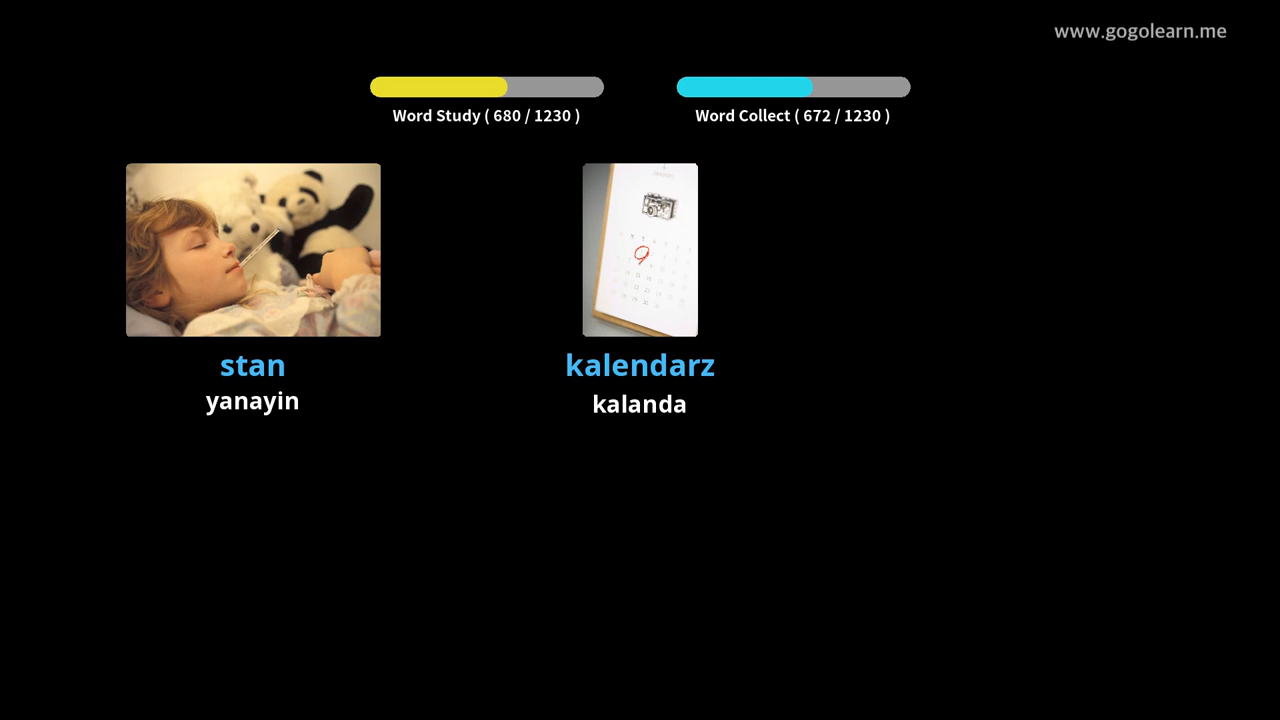 www.gogolearn.me
Word Study ( 680 / 1230 )
Word Collect ( 672 / 1230 )
stan
yanayin
kalendarz
kalanda